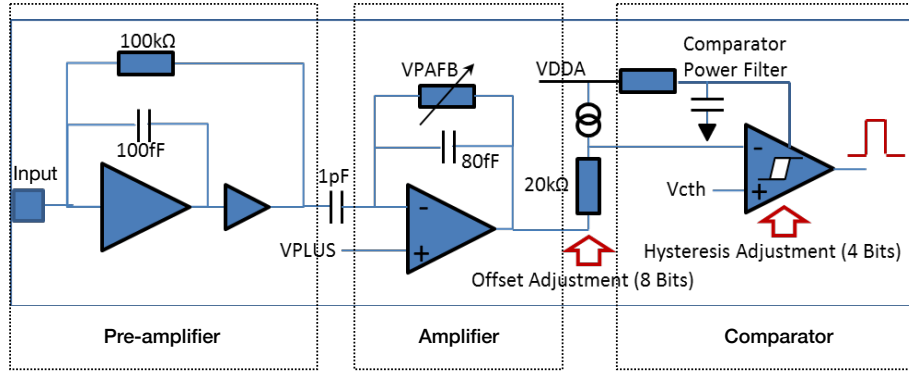 100kΩ
100fF
Input
1pF
VPAFB
80fF
VPLUS
-
+
VDDA
20kΩ
Offset Adjustment (8 Bits)
Comparator
Power Filter
Vcth
-
+
Hysteresis Adjustment (4 Bits)
Pre-amplifier
Amplifier
Comparator